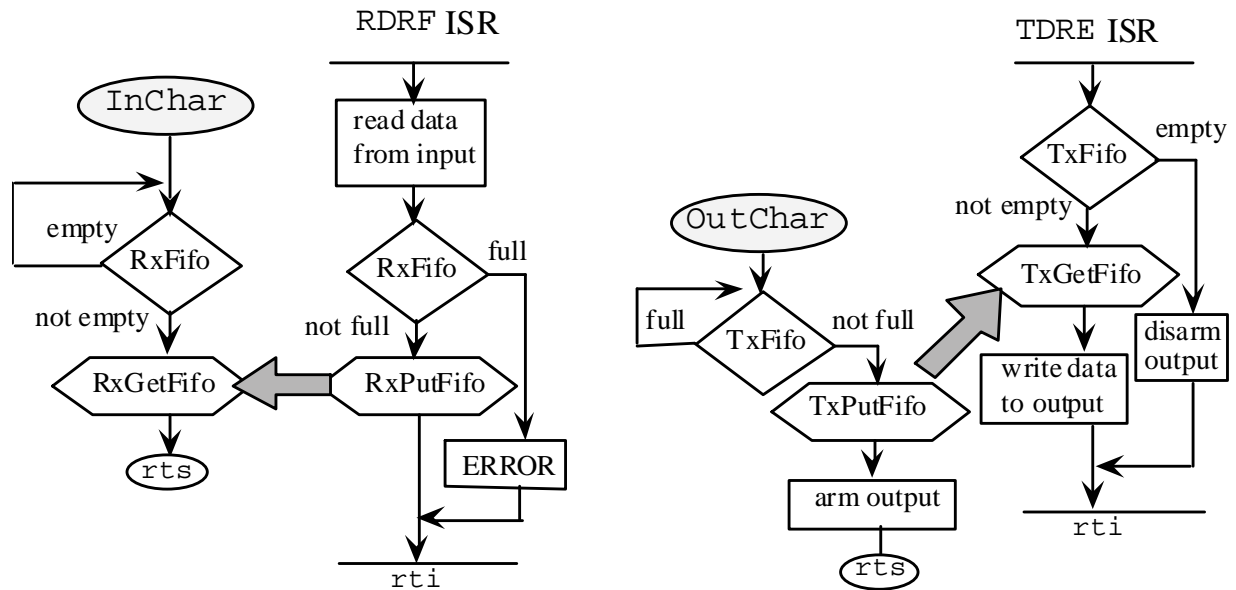 RDRF ISR
InChar
read data
from input
empty
RxFifo
not empty
RxFifo
full
not full
RxGetFifo
RxPutFifo
rts
ERROR
rti
TDRE ISR
TxFifo
empty
not empty
OutChar
TxGetFifo
full
TxFifo
not full
disarm
output
write data
to output
TxPutFifo
arm output
rts
rti